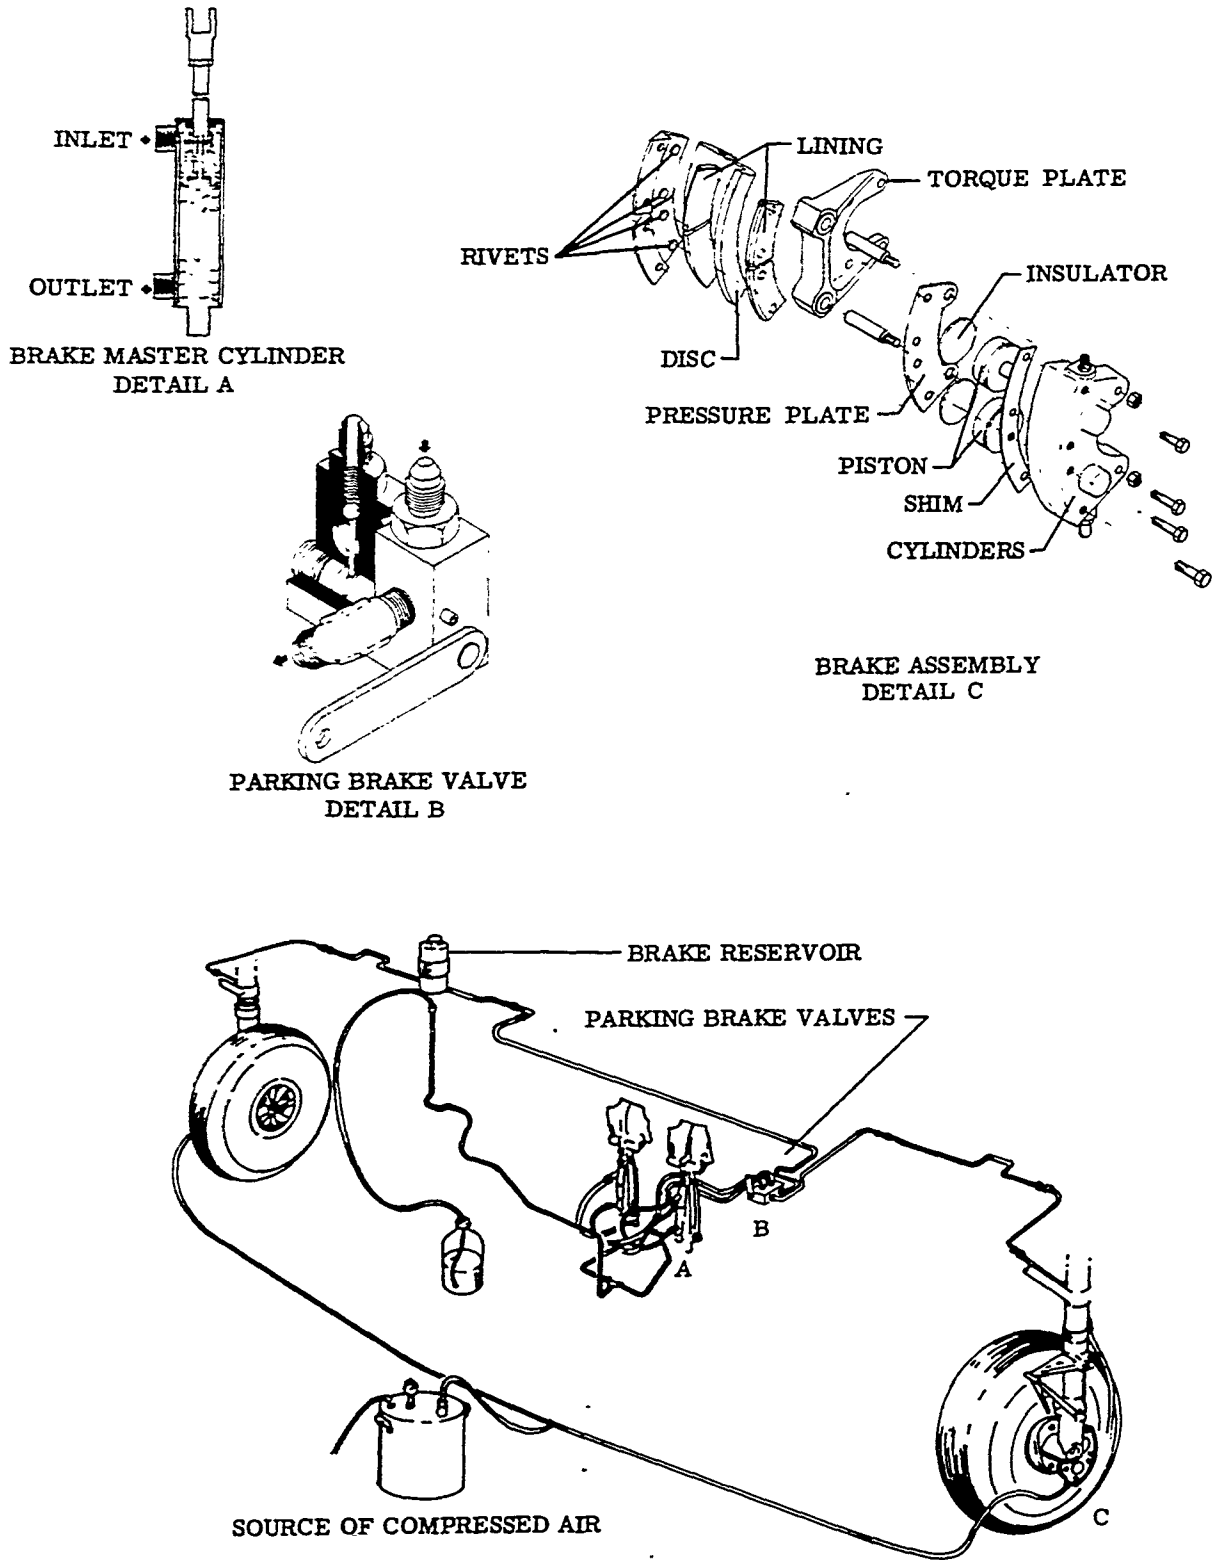 INLET
OUTLET
BRAKE MASTER CYLINDER
DETAIL A
LINING
TORQUE PLATE
RIVETS
INSULATOR
DISC
PRESSURE PLATE
PISTON
SHIM
CYLINDERS
BRAKE ASSEMBLY
DETAIL C
PARKING BRAKE VALVE
DETAIL B
BRAKE RESERVOIR
PARKING BRAKE VALVES
B
A
SOURCE OF COMPRESSED AIR
C